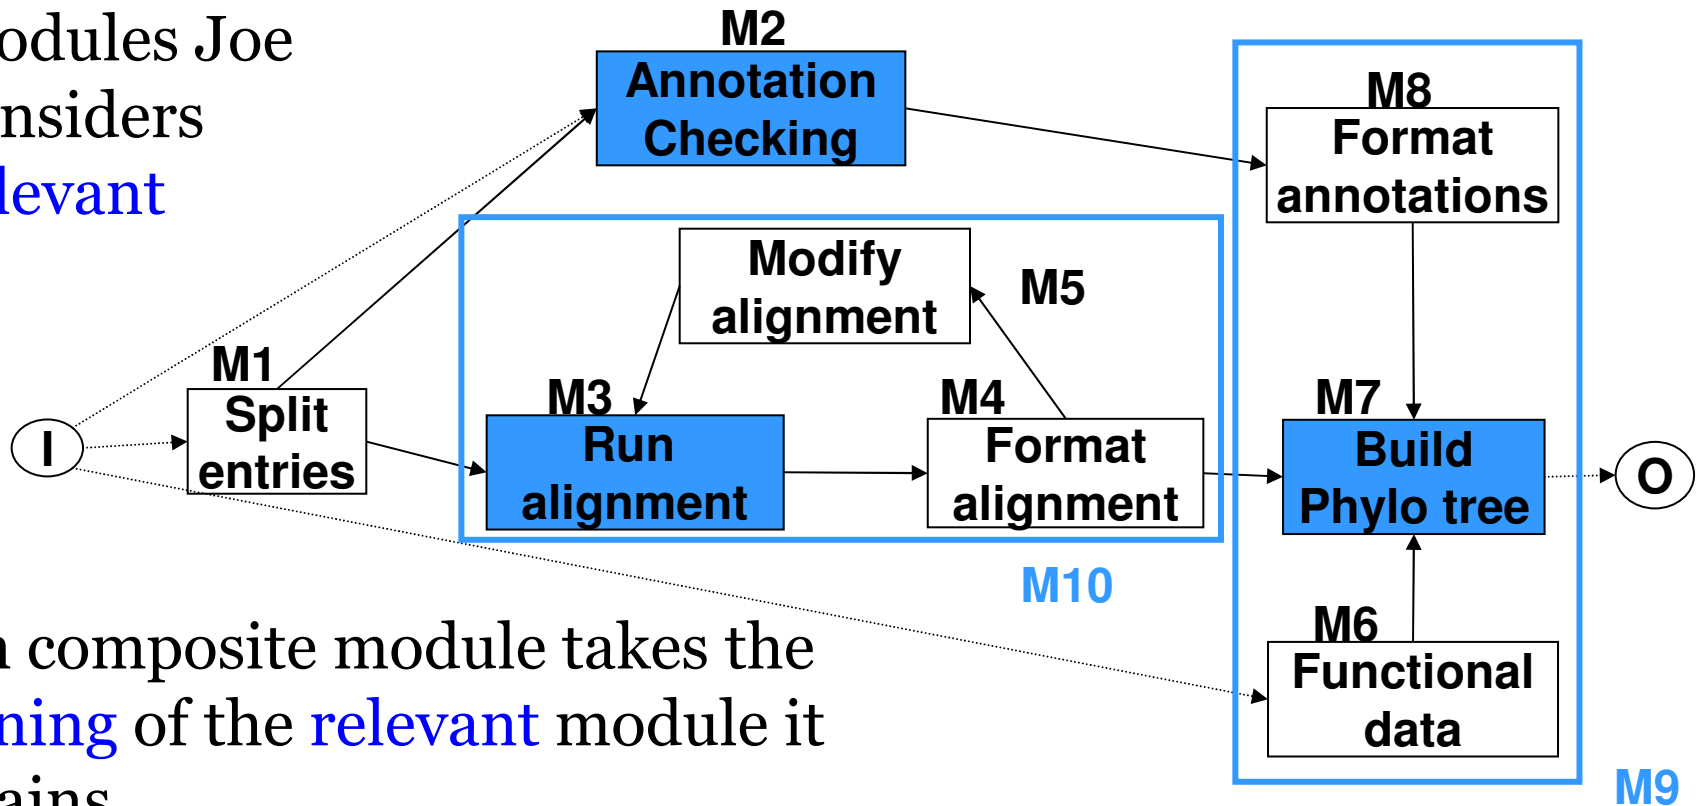 odules Joe
nsiders
levant
M2
Annotation
Checking
M8
Format
annotations
Modify
alignment
M5
M1
Split
entries
I
M3
Run
alignment
M4
Format
alignment
M7
Build
Phylo tree
O
M10
M6
Functional
data
M9
n composite module takes the
ning of the relevant module it
ains